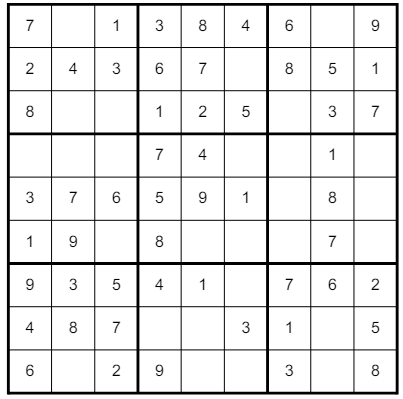 7 1 3 8 4 6 9
2 4 3 6 7 8 5 1
8 1 2 5 3 7
7 4 1
3 7 6 5 9 1 8
1 9 8 7
9 3 5 4 1 7 6 2
4 8 7 3 1 5
6 2 9 3 8